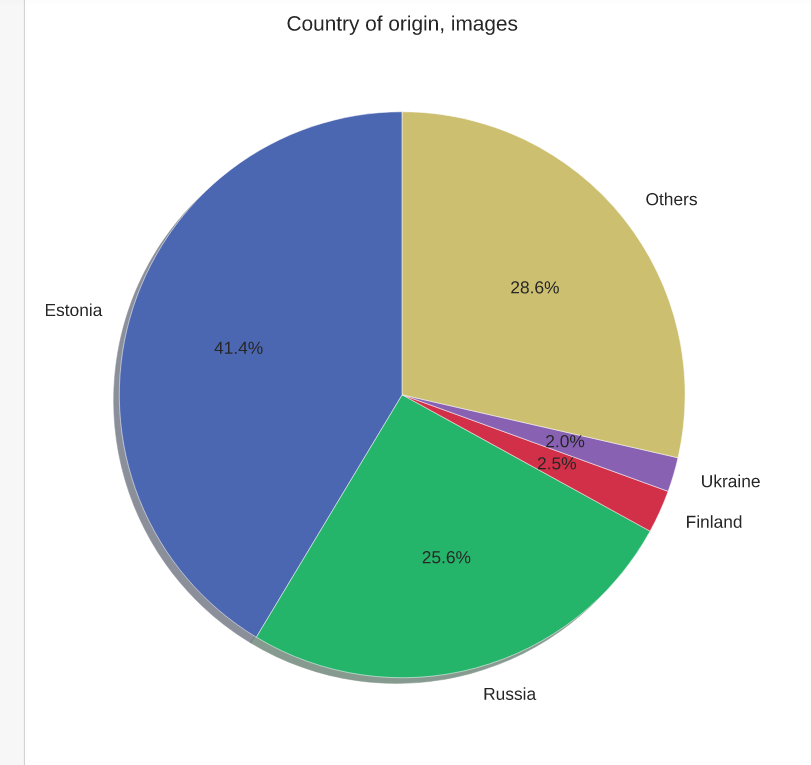 Country of origin, images
Others
28.6%
Estonia
41.4%
2.0%
2.5%
Ukraine
Finland
25.6%
Russia